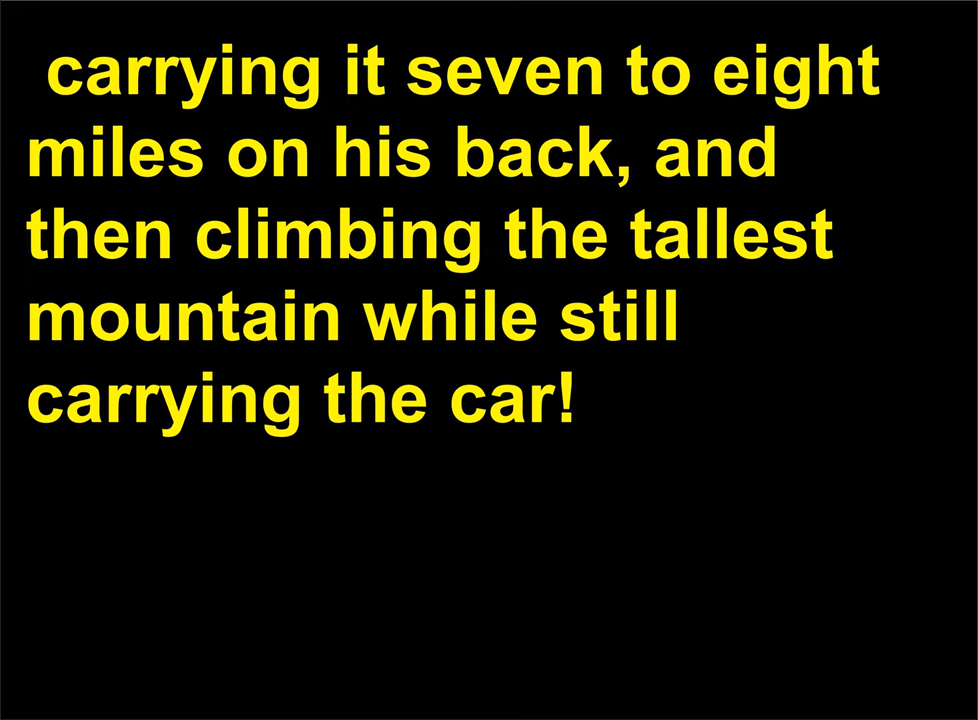 carrying it seven to eight
miles on his back, and
then climbing the tallest
mountain while still
carrying the car!